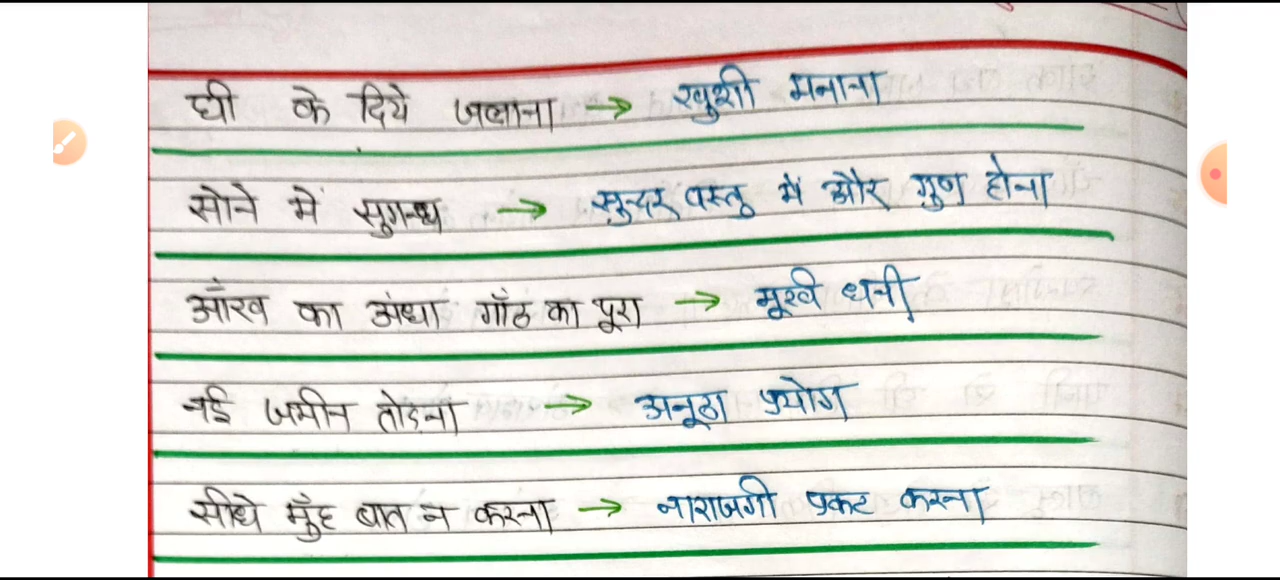 घी के दिये जलाना → खुशी मनाना
सोने में सुगन्ध → सुन्दर वस्तु में और गुण होना
आँख का अंधा गाँठ का पूरा → मूर्ख धनी
नई जमीन तोड़ना → अनूठा प्रयोग
सीधे मुँह बात न करना → नाराजगी प्रकट करना